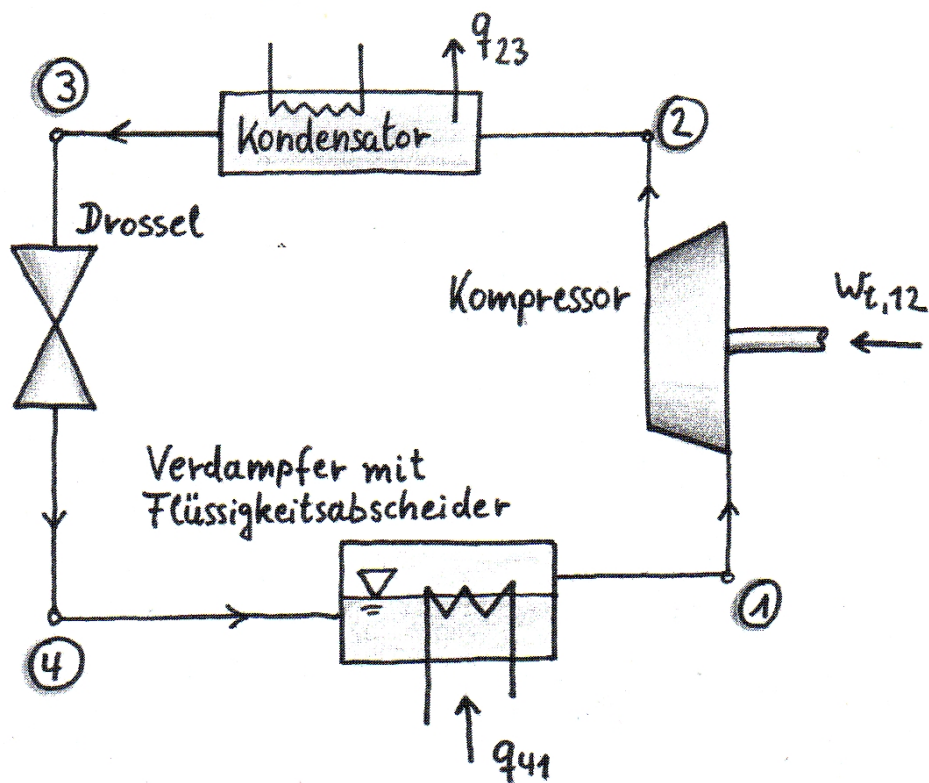 q23
3
Kondensator
2
Drossel
Kompressor
Wt,12
Verdampfer mit
Flüssigkeitsabscheider
1
4
q41